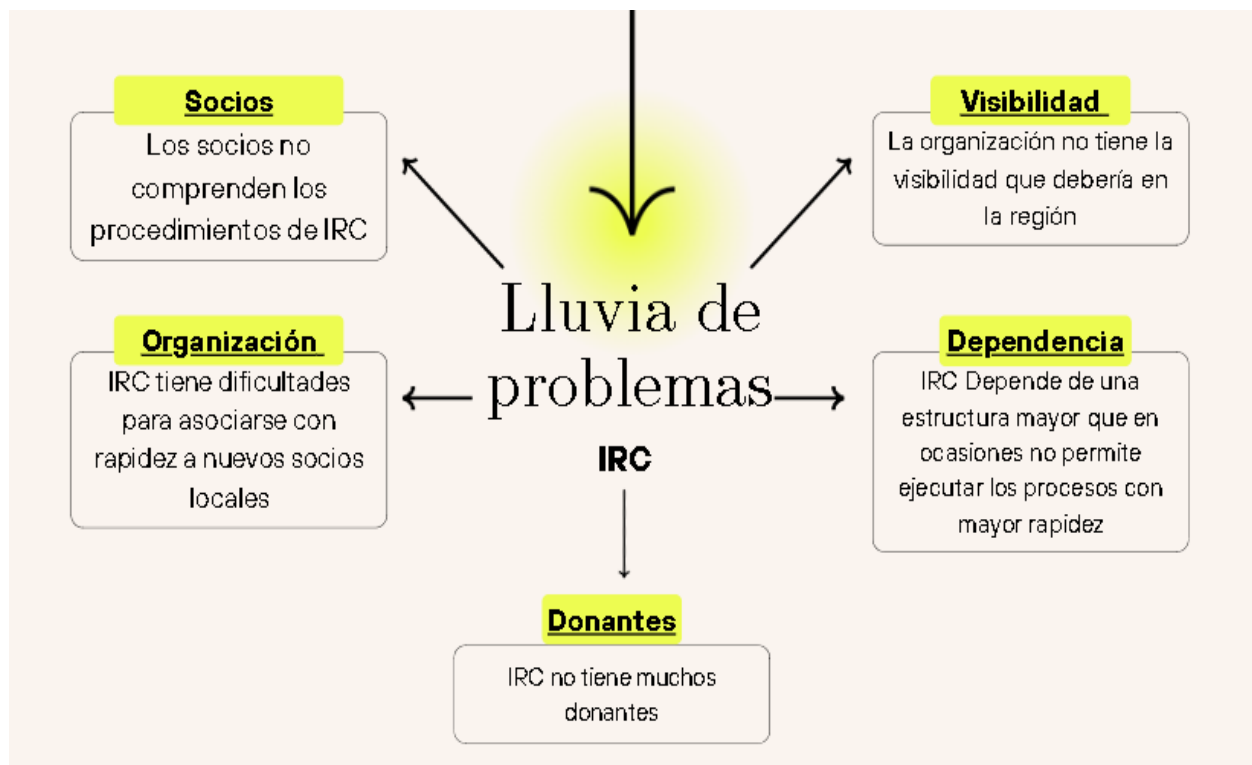 Socios
Los socios no
comprenden los
procedimientos de IRC
Visibilidad
La organización no tiene la
visibilidad que debería en
la región
Lluvia de
problemas
IRC
Organización
IRC tiene dificultades
para asociarse con
rapidez a nuevos socios
locales
Dependencia
IRC Depende de una
estructura mayor que en
ocasiones no permite
ejecutar los procesos con
mayor rapidez
Donantes
IRC no tiene muchos
donantes